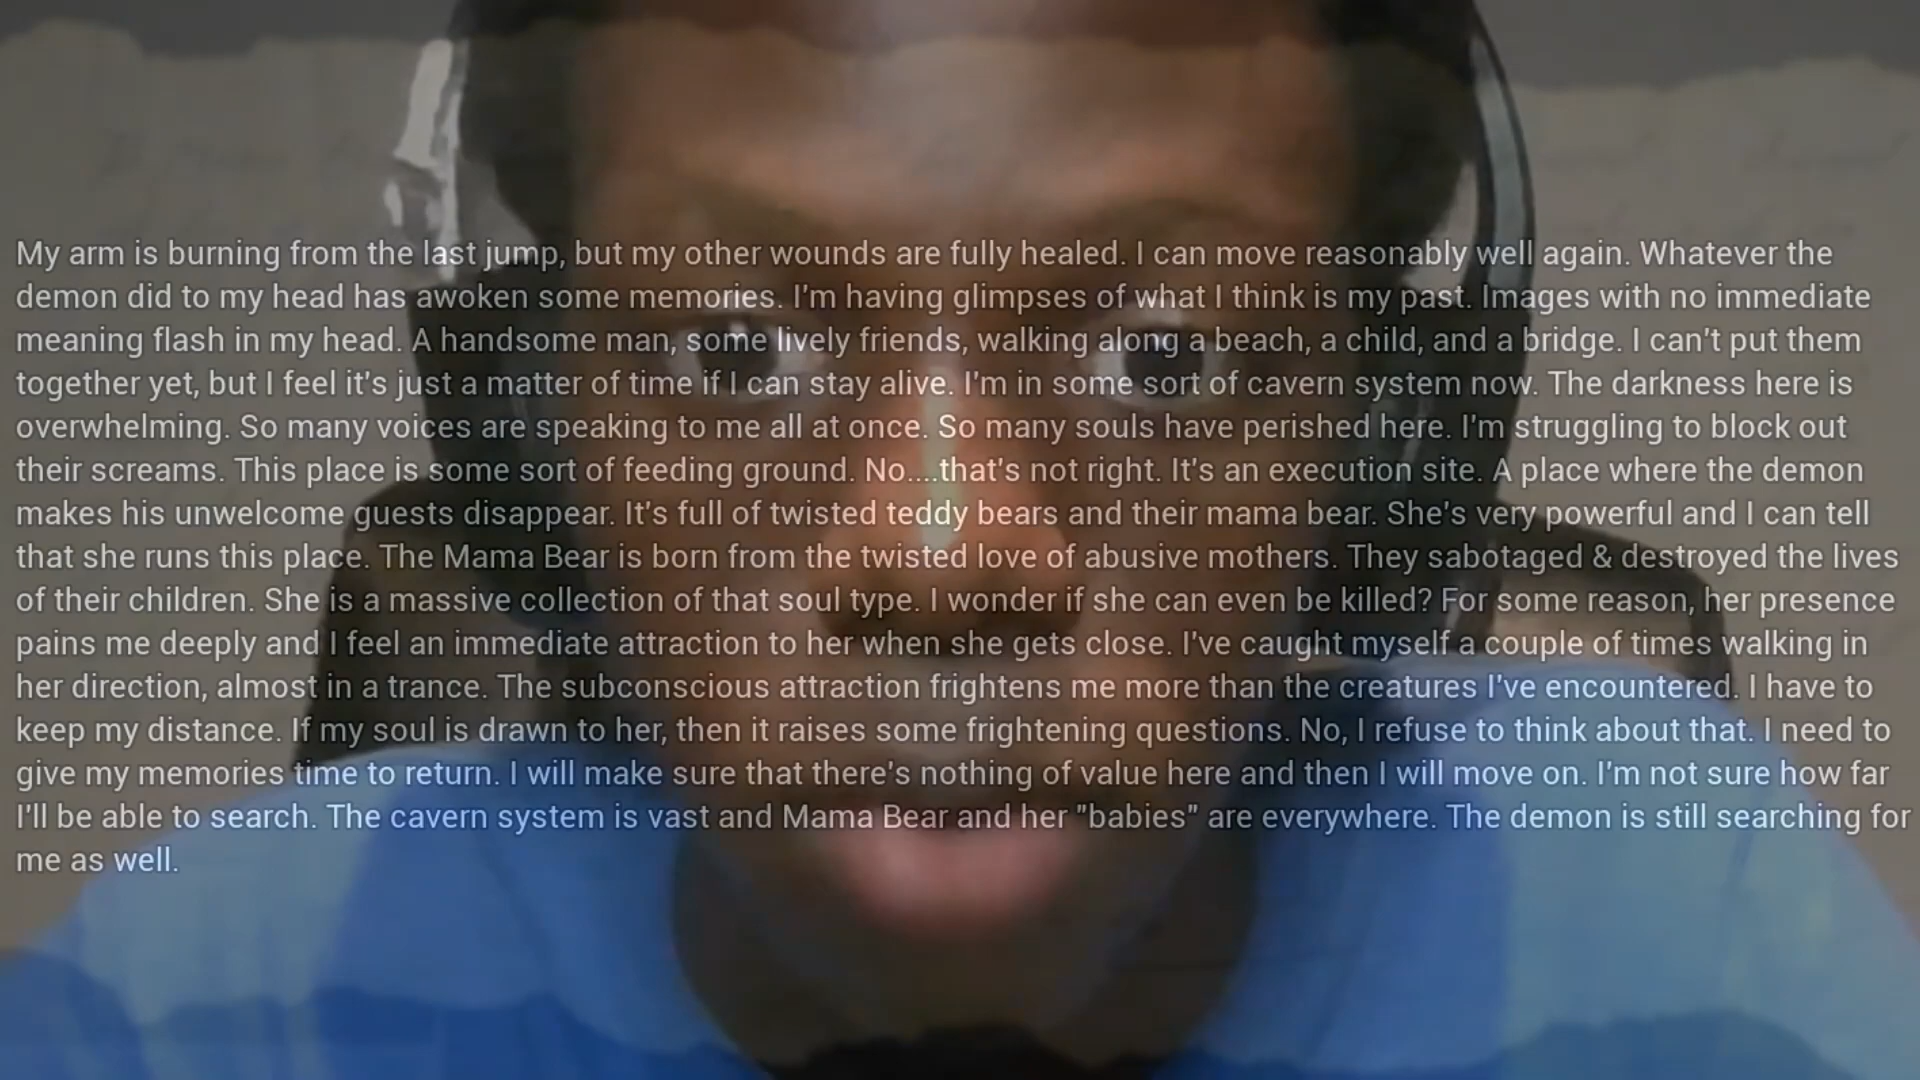 My arm is burning from the last jump, but my other wounds are fully healed. I can move reasonably well again. Whatever the
demon did to my head has awoken some memories. I'm having glimpses of what I think is my past. Images with no immediate
meaning flash in my head. A handsome man, some lively friends, walking along a beach, a child, and a bridge. I can't put them
together yet, but I feel it's just a matter of time if I can stay alive. I'm in some sort of cavern system now. The darkness here is
overwhelming. So many voices are speaking to me all at once. So many souls have perished here. I'm struggling to block out
their screams. This place is some sort of feeding ground. No....that's not right. It's an execution site. A place where the demon
makes his unwelcome guests disappear. It's full of twisted teddy bears and their mama bear. She's very powerful and I can tell
that she runs this place. The Mama Bear is born from the twisted love of abusive mothers. They sabotaged & destroyed the lives
of their children. She is a massive collection of that soul type. I wonder if she can even be killed? For some reason, her presence
pains me deeply and I feel an immediate attraction to her when she gets close. I've caught myself a couple of times walking in
her direction, almost in a trance. The subconscious attraction frightens me more than the creatures I've encountered. I have to
keep my distance. If my soul is drawn to her, then it raises some frightening questions. No, I refuse to think about that. I need to
give my memories time to return. I will make sure that there's nothing of value here and then I will move on. I'm not sure how far
I'll be able to search. The cavern system is vast and Mama Bear and her "babies" are everywhere. The demon is still searching for
me as well.